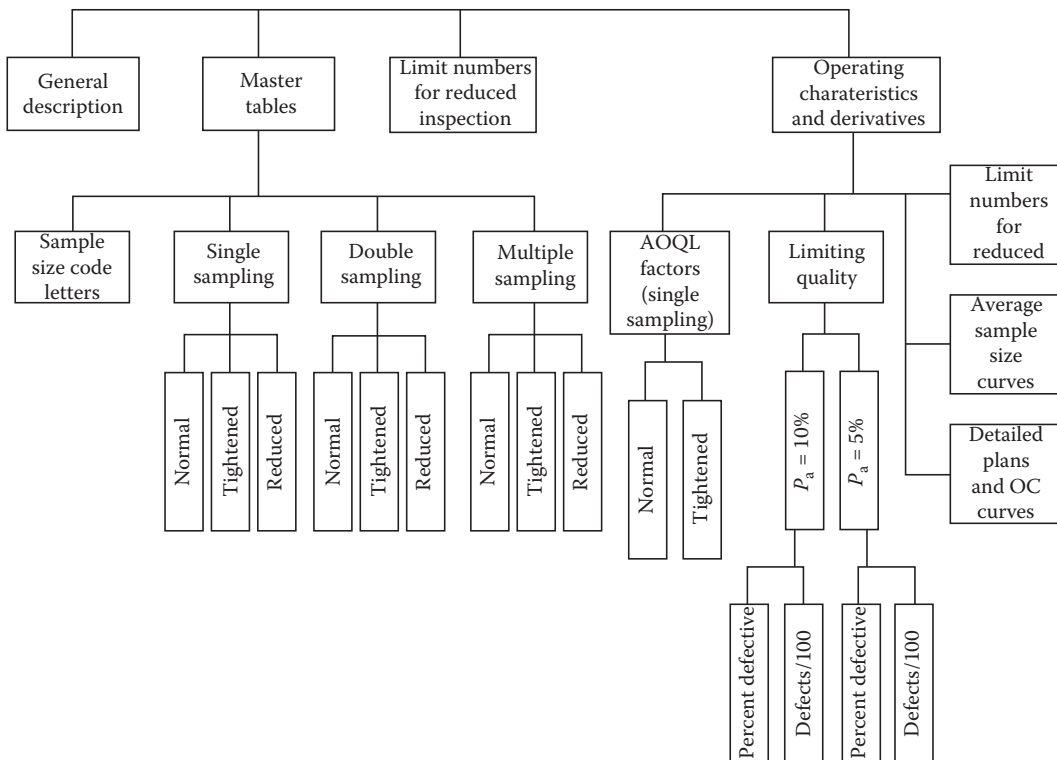 General
description
Master
tables
Limit numbers
for reduced
inspection
Operating
charateristics
and derivatives
Sample
size code
letters
Single
sampling
Double
sampling
Multiple
sampling
AOQL
factors
(single
sampling)
Limiting
quality
Limit
numbers
for
reduced
Average
sample
size
curves
Detailed
plans
and OC
curves
Normal
Tightened
Reduced
Normal
Tightened
Reduced
Normal
Tightened
Reduced
Normal
Tightened
Pa = 10%
Pa = 5%
Percent defective
Defects/100
Percent defective
Defects/100